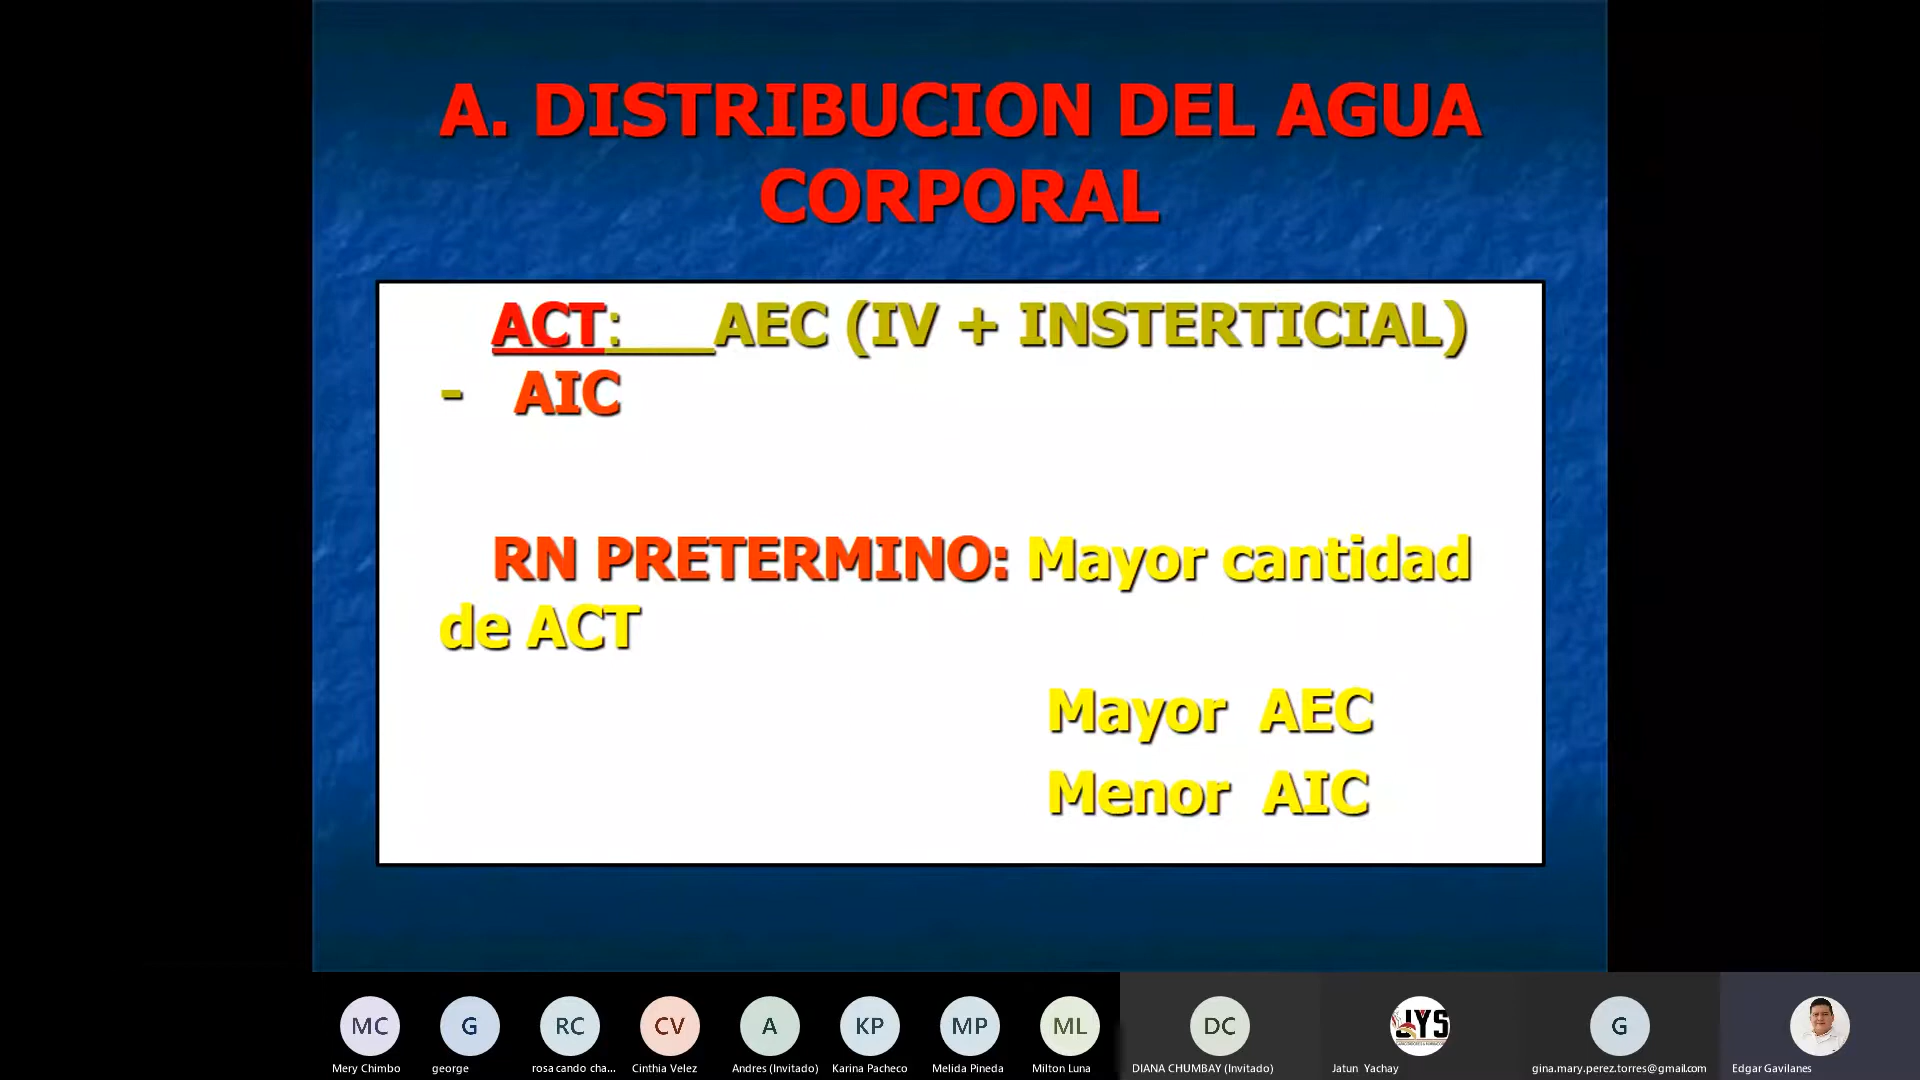 A. DISTRIBUCION DEL AGUA
CORPORAL
ACT:___AEC (IV + INSTERTICIAL)
- AIC
RN PRETERMINO: Mayor cantidad
de ACT
Mayor AEC
Menor AIC
MC G RC CV A KP MP ML DC JYS G
Mery Chimbo george rosa cando cha... Cinthia Velez Andres (Invitado) Karina Pacheco Melida Pineda Milton Luna DIANA CHUMBAY (Invitado) Jatun Yachay gina.mary.perez.torres@gmail.com Edgar Gavilanes